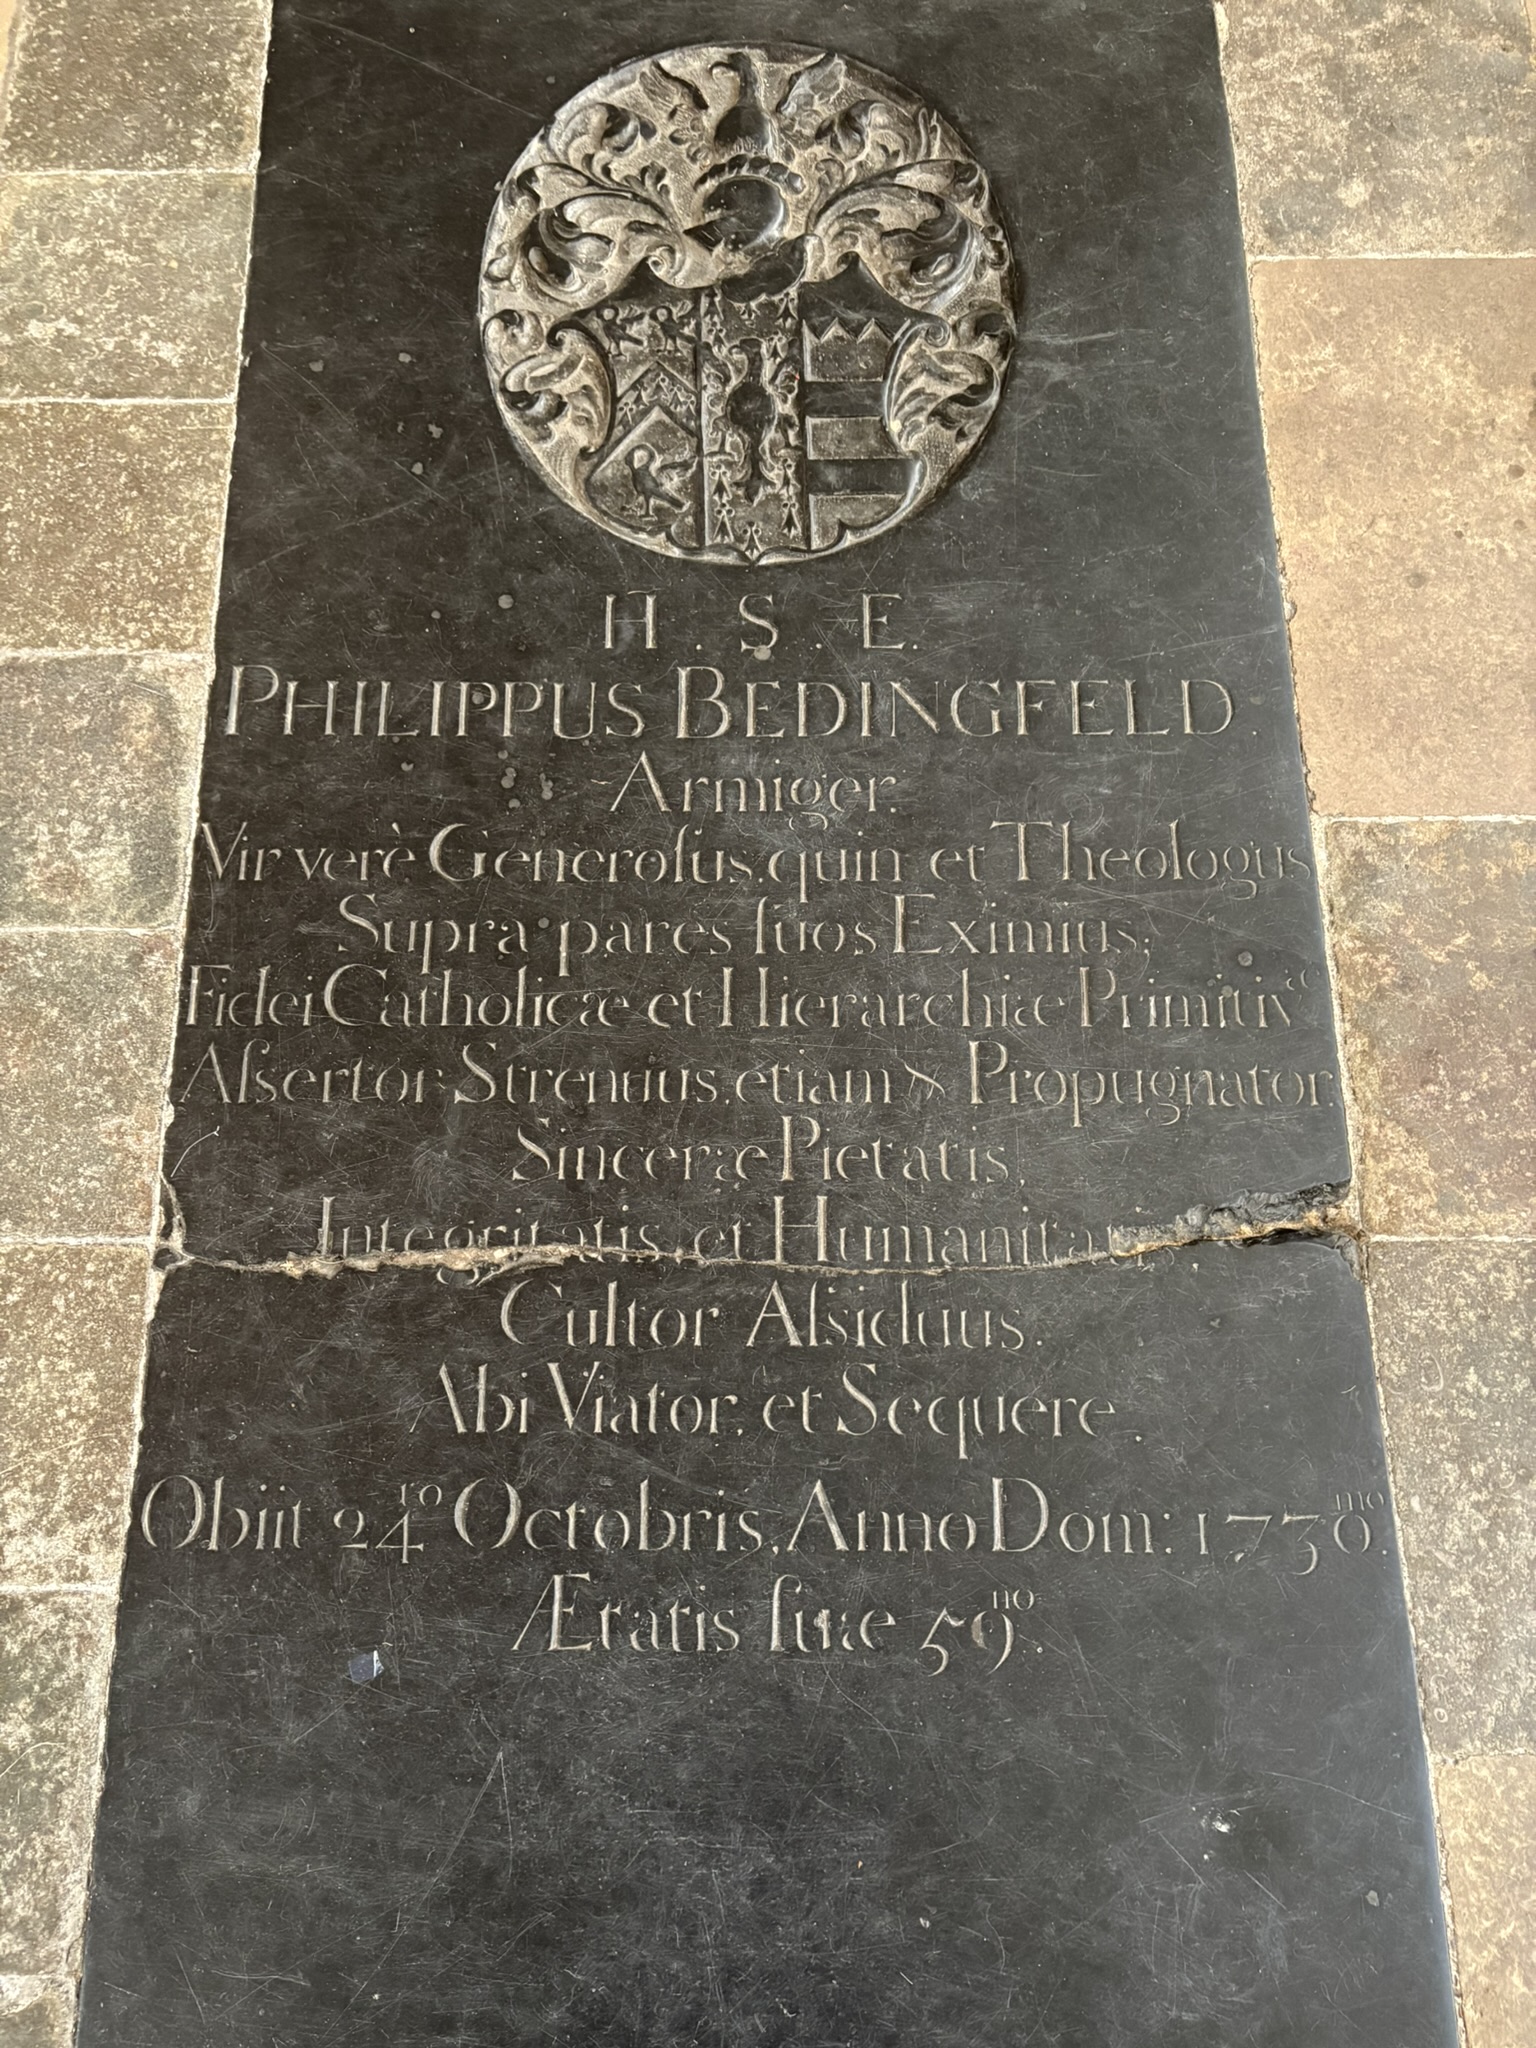 H . S . E.
PHILIPPUS BEDINGFELD.
Armiger.
Vir verè Generoſus, quin et Theologus
Supra pares ſuos Eximius;
Fidei Catholicæ et Hierarchiæ Primitivæ
Aſsertor Strenuus, etiam & Propugnator.
Sinceræ Pietatis,
Integritatis, et Humanitatis
Cultor Aſsiduus.
Abi Viator, et Sequere.
Obiit 24ᵗᵒ Octobris, Anno Dom: 1730ᵐᵒ.
Ætatis ſuæ 59ⁿᵒ.